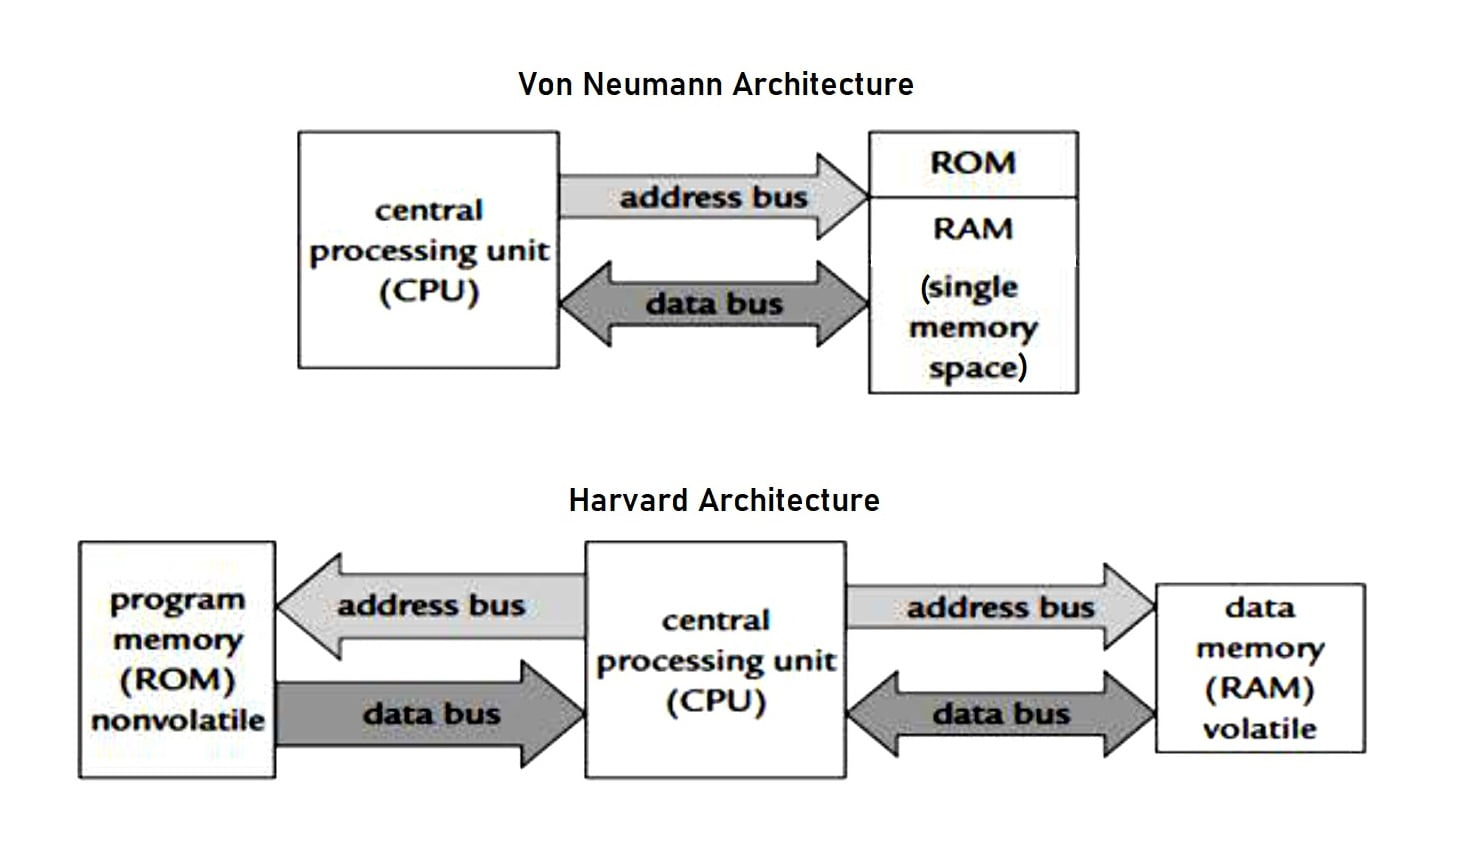 Von Neumann Architecture
central
processing unit
(CPU)
address bus
data bus
ROM
RAM
(single
memory
space)
Harvard Architecture
program
memory
(ROM)
nonvolatile
address bus
data bus
central
processing unit
(CPU)
address bus
data bus
data
memory
(RAM)
volatile